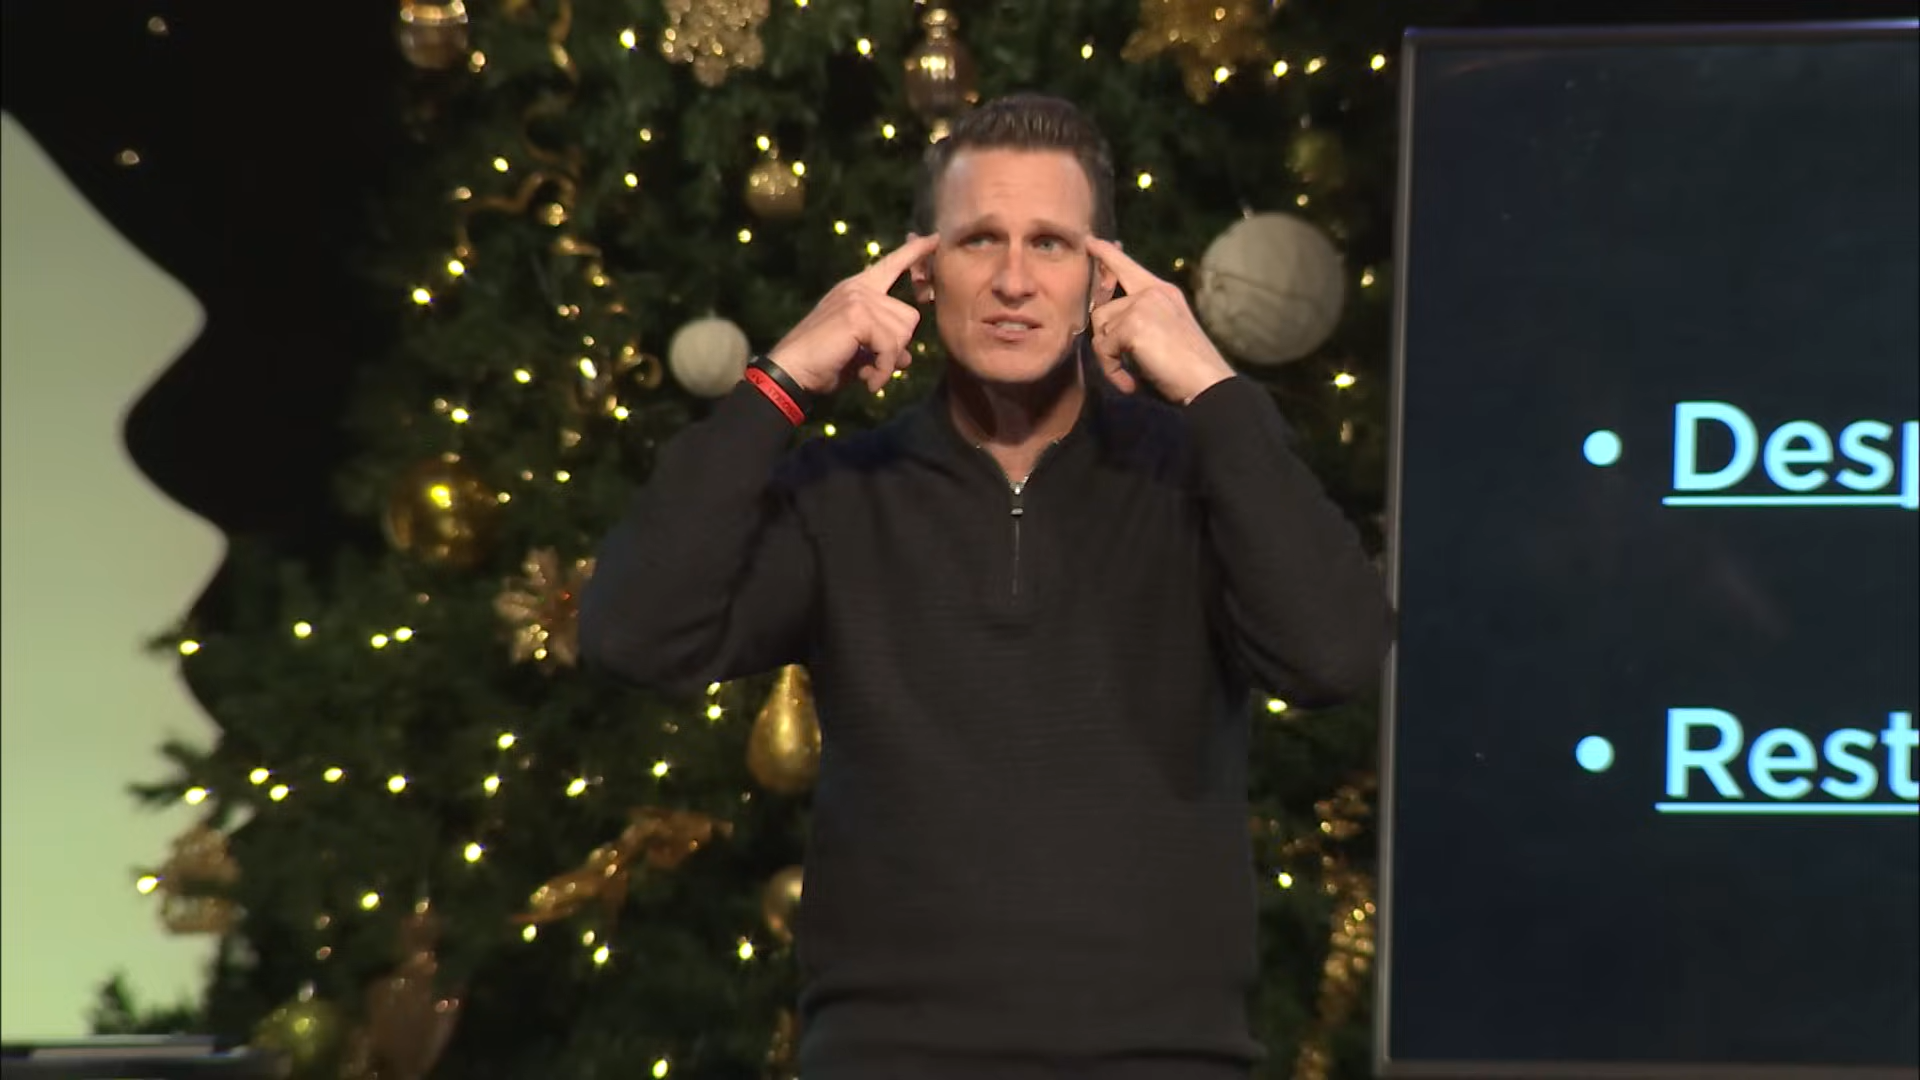 • Desp
• Rest